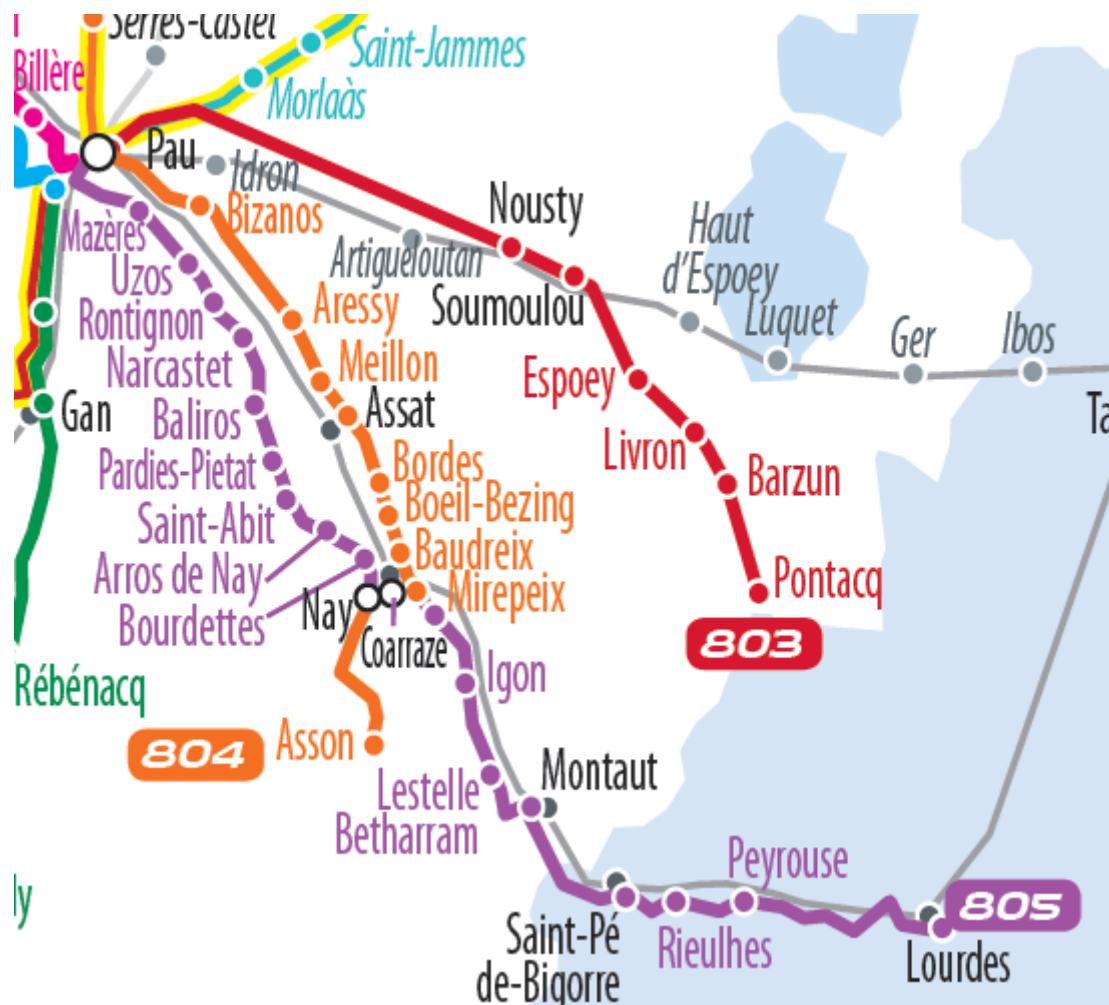 Serres-Castet
Saint-Jammes
Billère
Morlaàs
Pau
Idron
Bizanos
Nousty
Haut
d'Espoey
Mazères
Artigueloutan
Uzos
Aressy
Soumoulou
Luquet
Rontignon
Ger
Ibos
Narcastet
Meillon
Espoey
Gan
Baliros
Assat
Livron
Ta
Pardies-Pietat
Bordes
Barzun
Saint-Abit
Boeil-Bezing
Arros de Nay
Baudreix
Bourdettes
Nay
Mirepeix
Pontacq
Coarraze
803
Rébénacq
Igon
804
Asson
Lestelle
Betharram
Montaut
Peyrouse
ly
805
Saint-Pé
de-Bigorre
Rieulhes
Lourdes